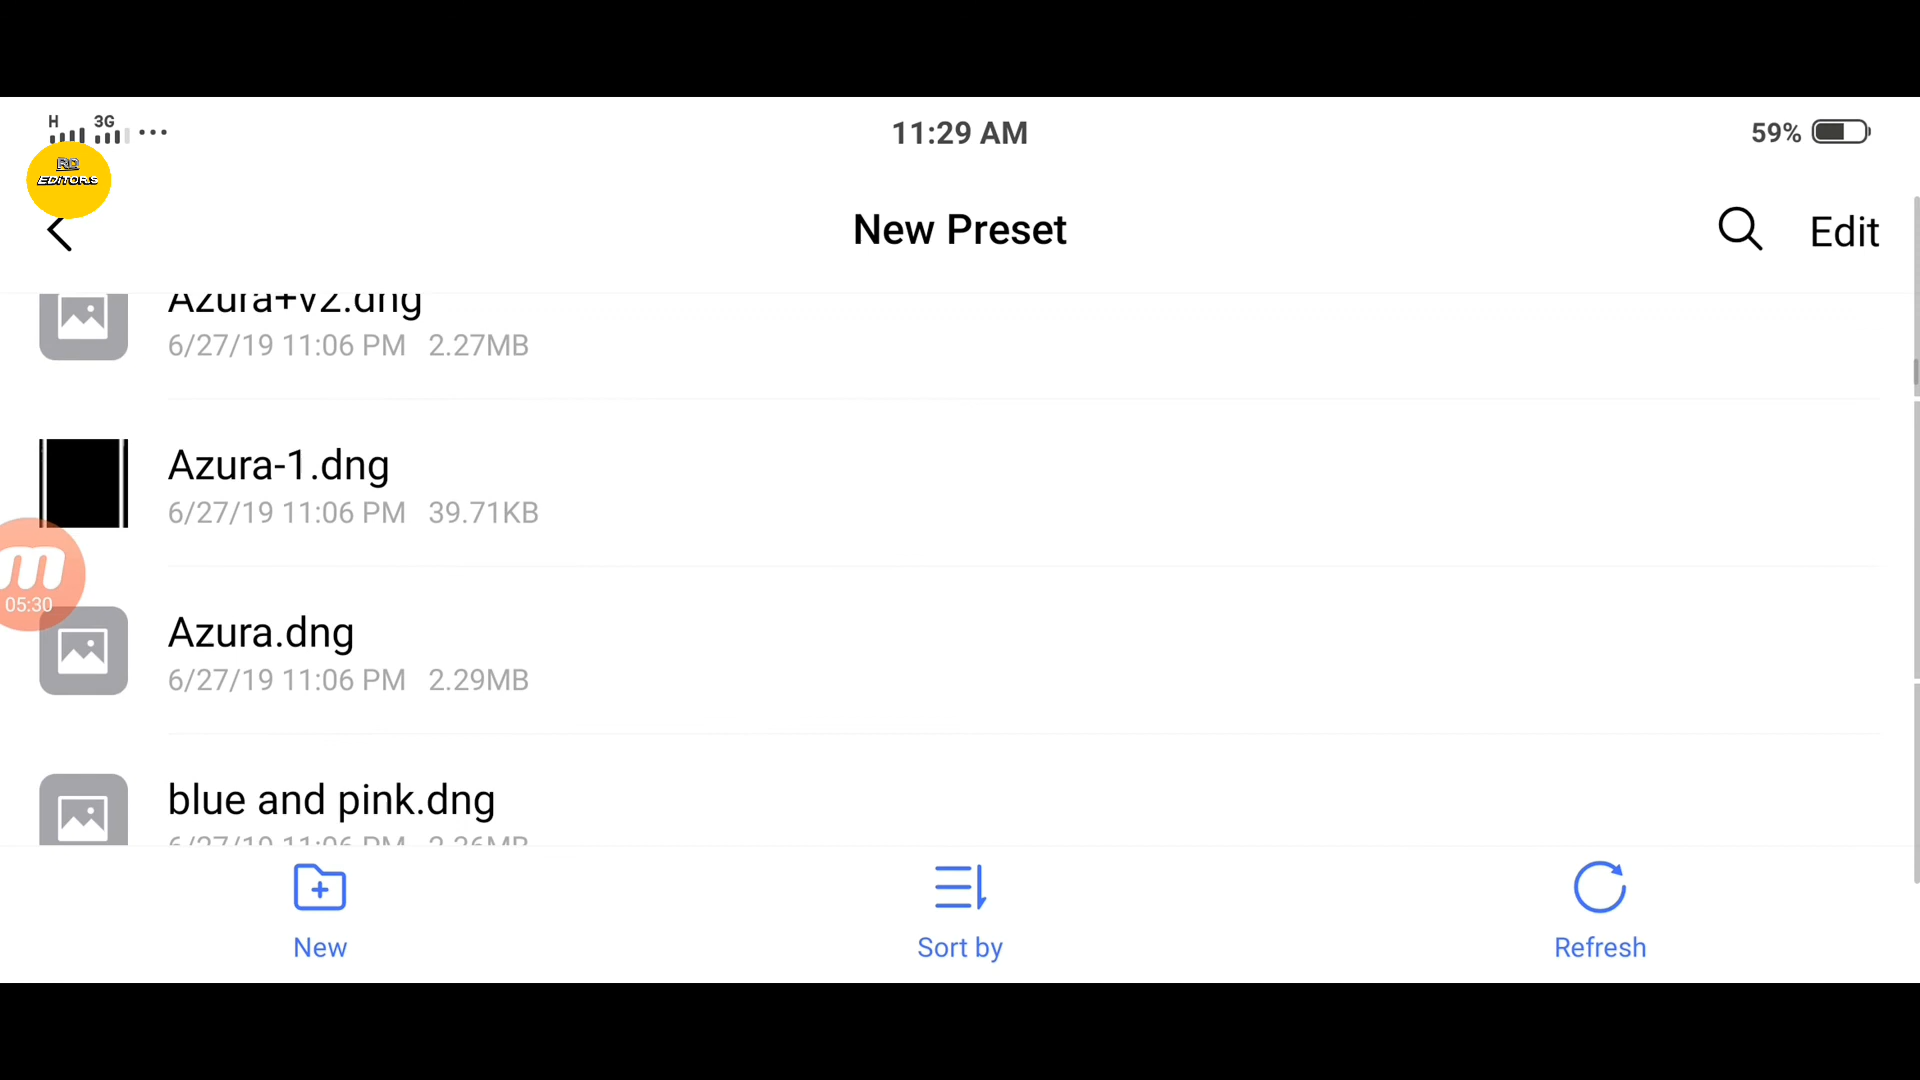 H 3G
11:29 AM
59%
RD
EDITORS
New Preset
Edit
Azura+v2.dng
6/27/19 11:06 PM 2.27MB
Azura-1.dng
6/27/19 11:06 PM 39.71KB
m
05:30
Azura.dng
6/27/19 11:06 PM 2.29MB
blue and pink.dng
6/27/19 11:06 PM 2.26MB
New
Sort by
Refresh